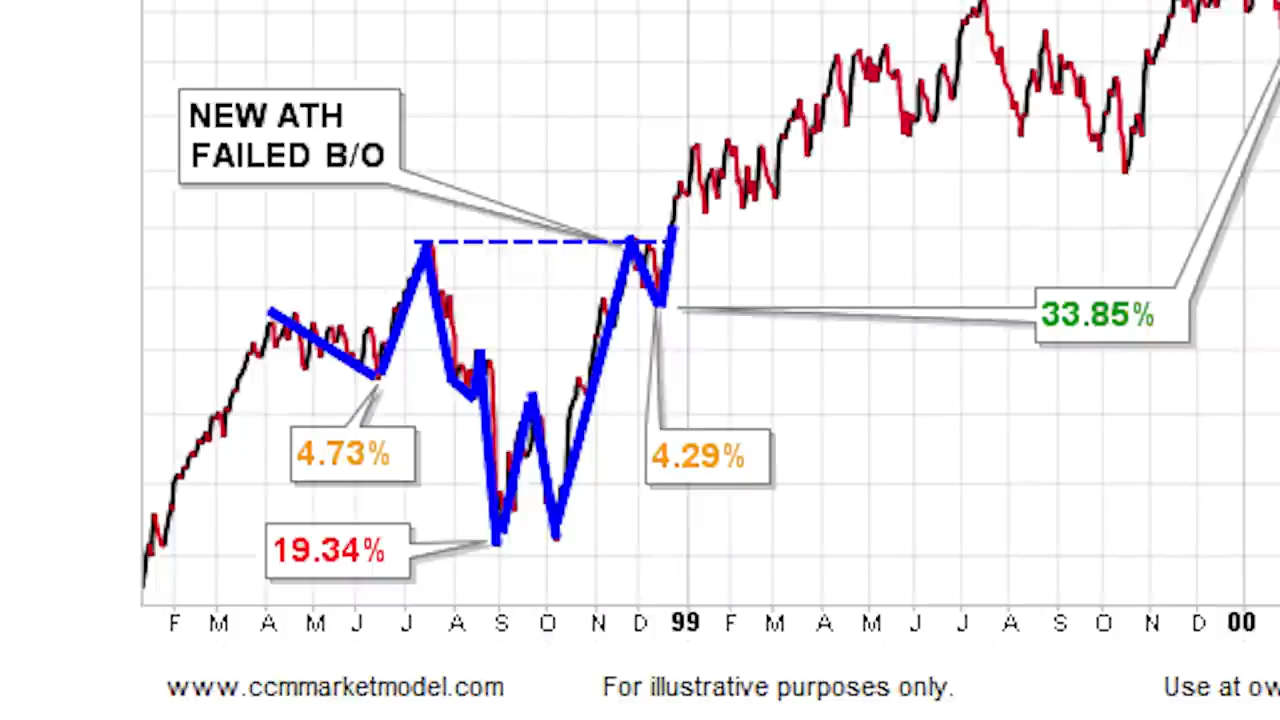 NEW ATH
FAILED B/O
33.85%
4.73%
4.29%
19.34%
F M A M J J A S O N D 99 F M A M J J A S O N D 00
www.ccmmarketmodel.com For illustrative purposes only. Use at ow